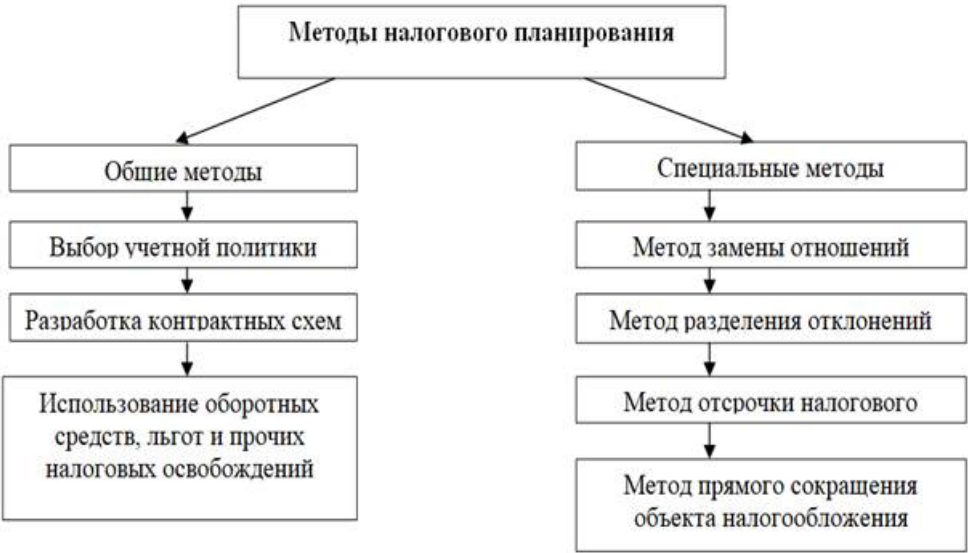 Методы налогового планирования
Общие методы
Выбор учетной политики
Разработка контрактных схем
Использование оборотных
средств, льгот и прочих
налоговых освобождений
Специальные методы
Метод замены отношений
Метод разделения отклонений
Метод отсрочки налогового
Метод прямого сокращения
объекта налогообложения